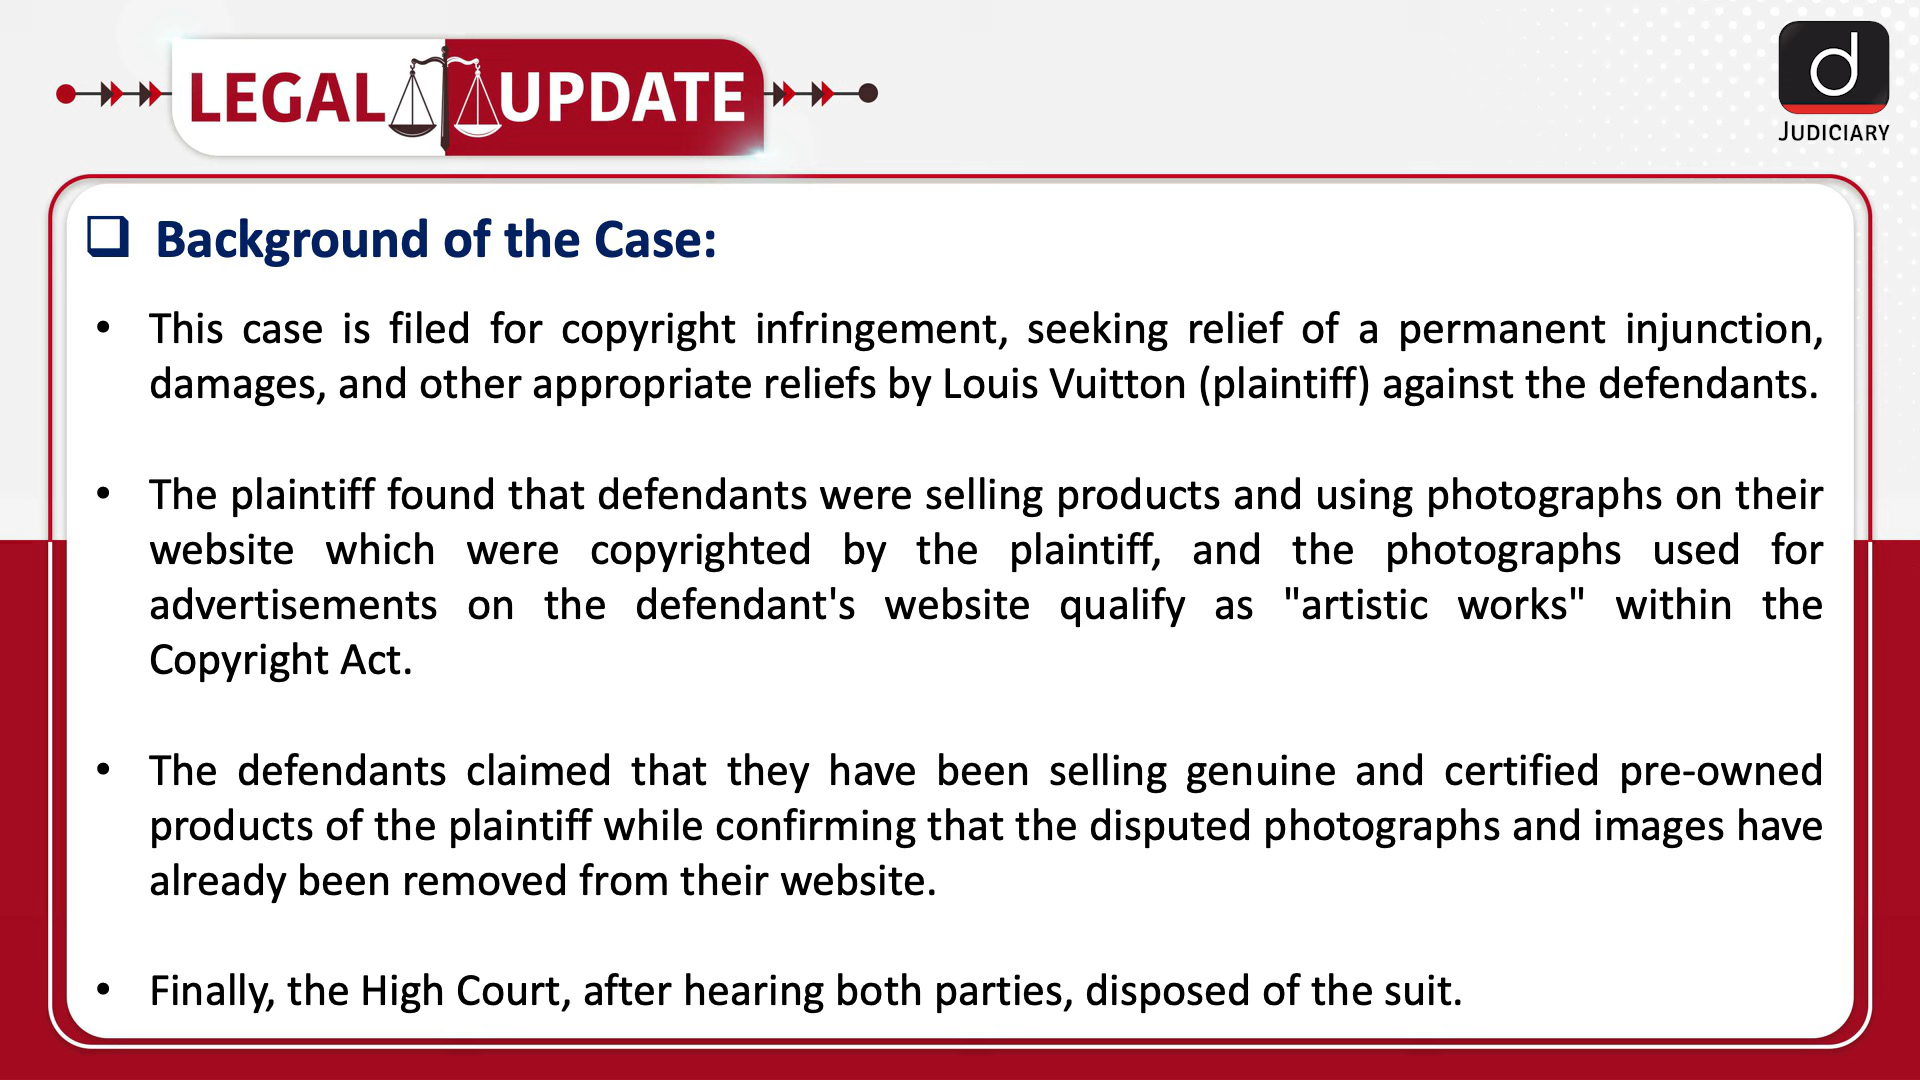 LEGAL UPDATE
d
JUDICIARY
❑ Background of the Case:
• This case is filed for copyright infringement, seeking relief of a permanent injunction,
damages, and other appropriate reliefs by Louis Vuitton (plaintiff) against the defendants.
• The plaintiff found that defendants were selling products and using photographs on their
website which were copyrighted by the plaintiff, and the photographs used for
advertisements on the defendant's website qualify as "artistic works" within the
Copyright Act.
• The defendants claimed that they have been selling genuine and certified pre-owned
products of the plaintiff while confirming that the disputed photographs and images have
already been removed from their website.
• Finally, the High Court, after hearing both parties, disposed of the suit.